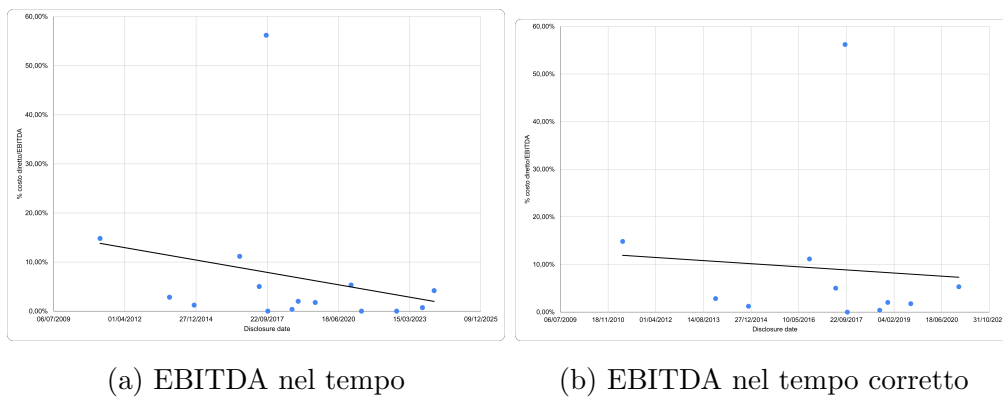 60,00%
50,00%
40,00%
30,00%
20,00%
10,00%
0,00%
% costo diretto/EBITDA
06/07/2009 01/04/2012 27/12/2014 22/09/2017 18/06/2020 15/03/2023 09/12/2025
Disclosure date
60,00%
50,00%
40,00%
30,00%
20,00%
10,00%
0,00%
% costo diretto/EBITDA
06/07/2009 18/11/2010 01/04/2012 14/08/2013 27/12/2014 10/05/2016 22/09/2017 04/02/2019 18/06/2020 31/10/202
Disclosure date
(a) EBITDA nel tempo
(b) EBITDA nel tempo corretto